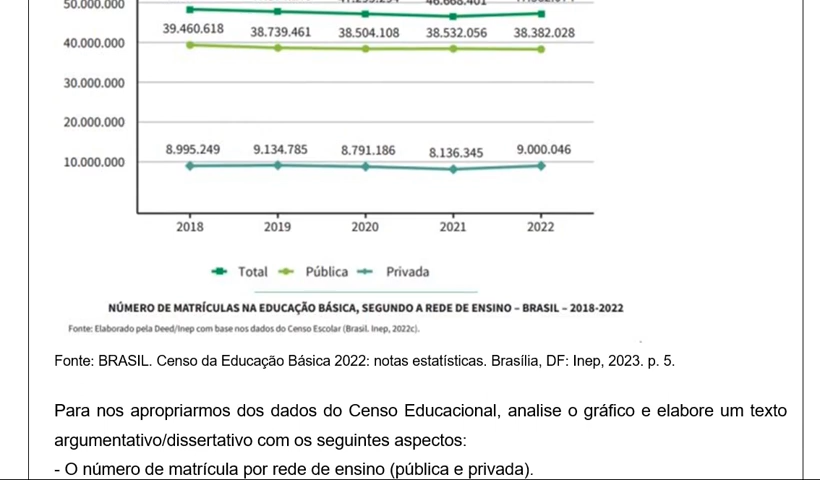 50.000.000
39.460.618 38.739.461 38.504.108 38.532.056 38.382.028
40.000.000
30.000.000
20.000.000
8.995.249 9.134.785 8.791.186 8.136.345 9.000.046
10.000.000
2018 2019 2020 2021 2022
Total Pública Privada
NÚMERO DE MATRÍCULAS NA EDUCAÇÃO BÁSICA, SEGUNDO A REDE DE ENSINO – BRASIL – 2018-2022
Fonte: Elaborado pela Deed/Inep com base nos dados do Censo Escolar (Brasil. Inep, 2022c).
Fonte: BRASIL. Censo da Educação Básica 2022: notas estatísticas. Brasília, DF: Inep, 2023. p. 5.
Para nos apropriarmos dos dados do Censo Educacional, analise o gráfico e elabore um texto
argumentativo/dissertativo com os seguintes aspectos:
- O número de matrícula por rede de ensino (pública e privada).